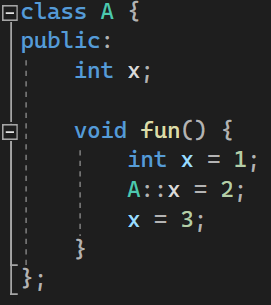 class A {
public:
    int x;

    void fun() {
        int x = 1;
        A::x = 2;
        x = 3;
    }
};